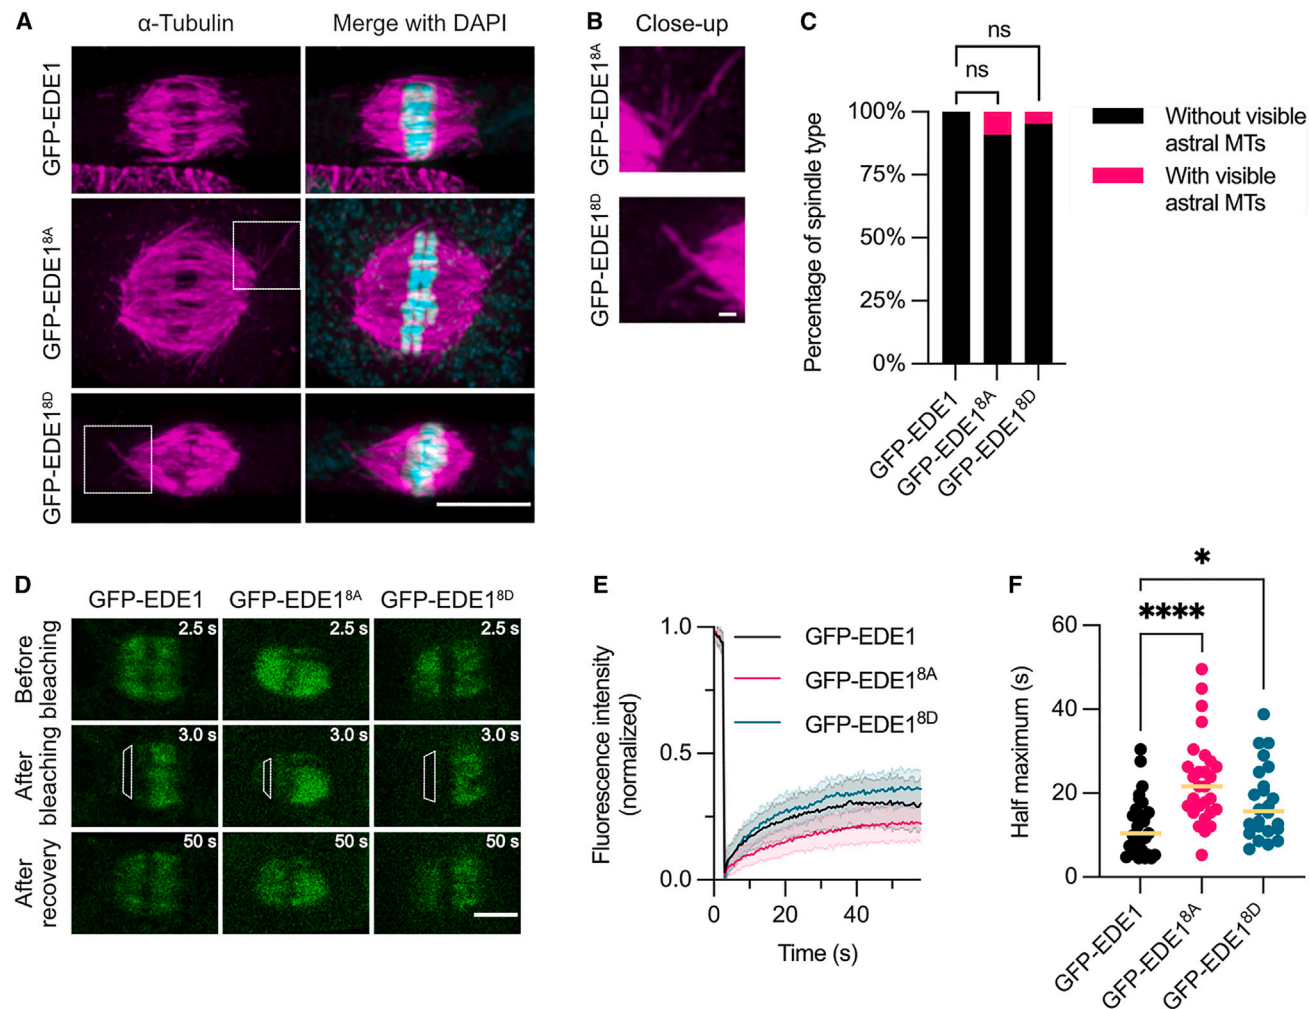 A
α-Tubulin
Merge with DAPI
GFP-EDE1
GFP-EDE1^8A
GFP-EDE1^8D
B
Close-up
GFP-EDE1^8A
GFP-EDE1^8D
C
ns
ns
Percentage of spindle type
100%
75%
50%
25%
0%
GFP-EDE1
GFP-EDE1^8A
GFP-EDE1^8D
Without visible
astral MTs
With visible
astral MTs
D
GFP-EDE1
GFP-EDE1^8A
GFP-EDE1^8D
Before
bleaching
2.5 s
2.5 s
2.5 s
After
bleaching
3.0 s
3.0 s
3.0 s
After
recovery
50 s
50 s
50 s
E
Fluorescence intensity
(normalized)
1.0
0.5
0.0
0
20
40
Time (s)
GFP-EDE1
GFP-EDE1^8A
GFP-EDE1^8D
F
*
****
Half maximum (s)
60
40
20
0
GFP-EDE1
GFP-EDE1^8A
GFP-EDE1^8D